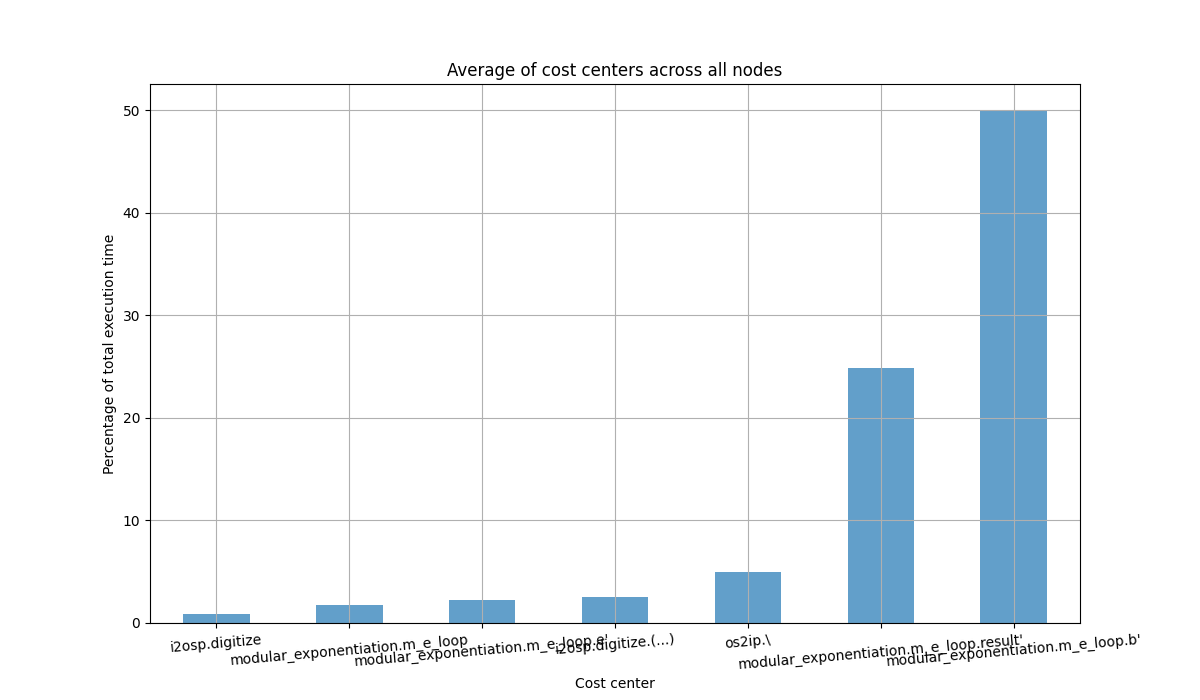 Average of cost centers across all nodes
Percentage of total execution time
50
40
30
20
10
0
i2osp.digitize
modular_exponentiation.m_e_loop
modular_exponentiation.m_e_loop.e'
i2osp.digitize.(...)
os2ip.\
modular_exponentiation.m_e_loop.result'
modular_exponentiation.m_e_loop.b'
Cost center